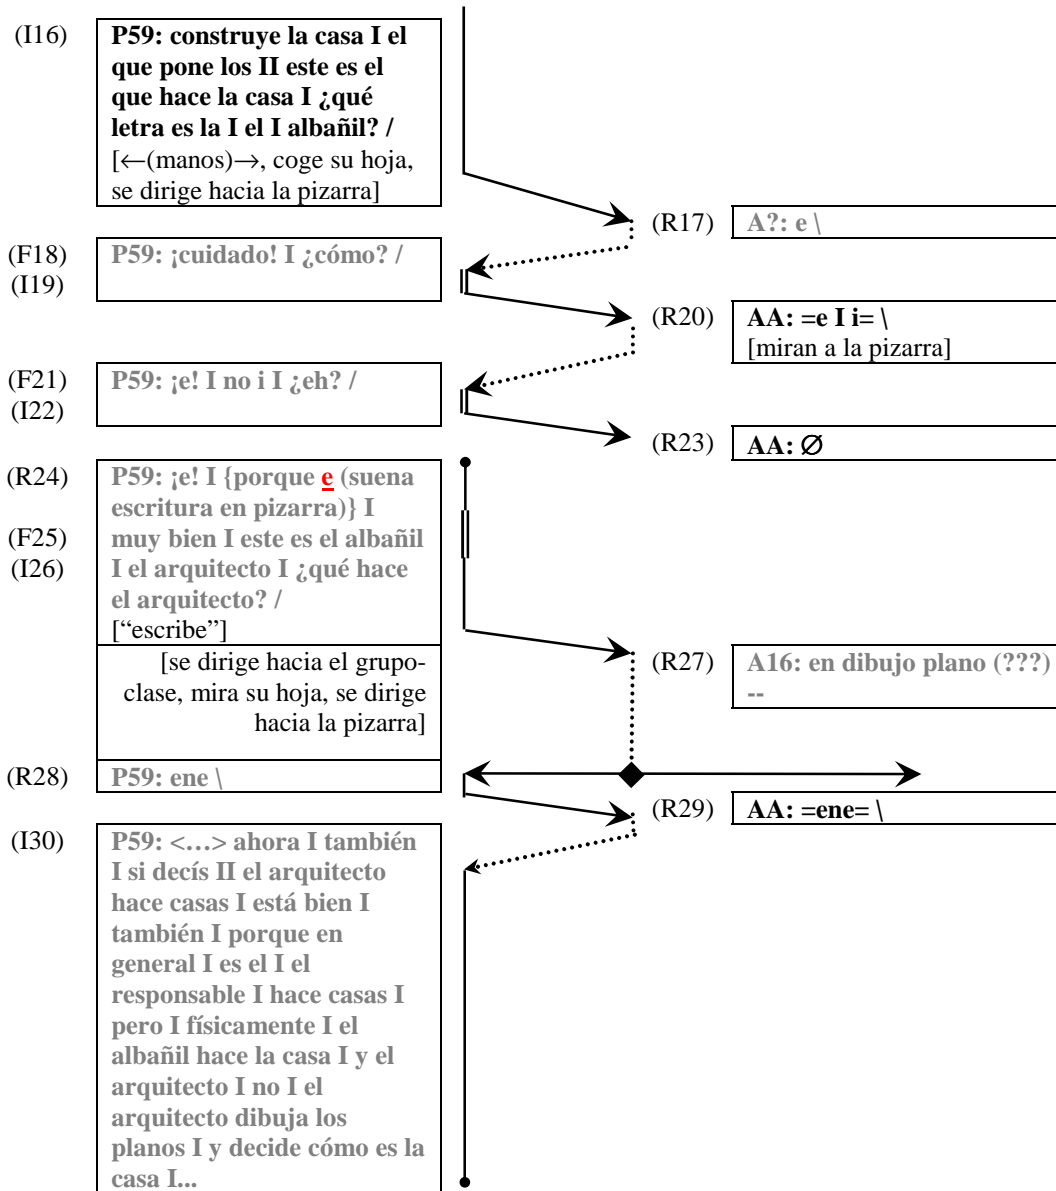 (I16) P59: construye la casa I el
que pone los II este es el
que hace la casa I ¿qué
letra es la I el I albañil? /
[←(manos)→, coge su hoja,
se dirige hacia la pizarra]
(R17) A?: e \
(F18) P59: ¡cuidado! I ¿cómo? /
(I19)
(R20) AA: =e I i= \
[miran a la pizarra]
(F21) P59: ¡e! I no i I ¿eh? /
(I22)
(R23) AA: ∅
(R24) P59: ¡e! I {porque e (suena
escritura en pizarra)} I
(F25) muy bien I este es el albañil
(I26) I el arquitecto I ¿qué hace
el arquitecto? /
[“escribe”]
[se dirige hacia el grupo-
clase, mira su hoja, se dirige
hacia la pizarra]
(R27) A16: en dibujo plano (???)
--
(R28) P59: ene \
(R29) AA: =ene= \
(I30) P59: <…> ahora I también
I si decís II el arquitecto
hace casas I está bien I
también I porque en
general I es el I el
responsable I hace casas I
pero I físicamente I el
albañil hace la casa I y el
arquitecto I no I el
arquitecto dibuja los
planos I y decide cómo es la
casa I...